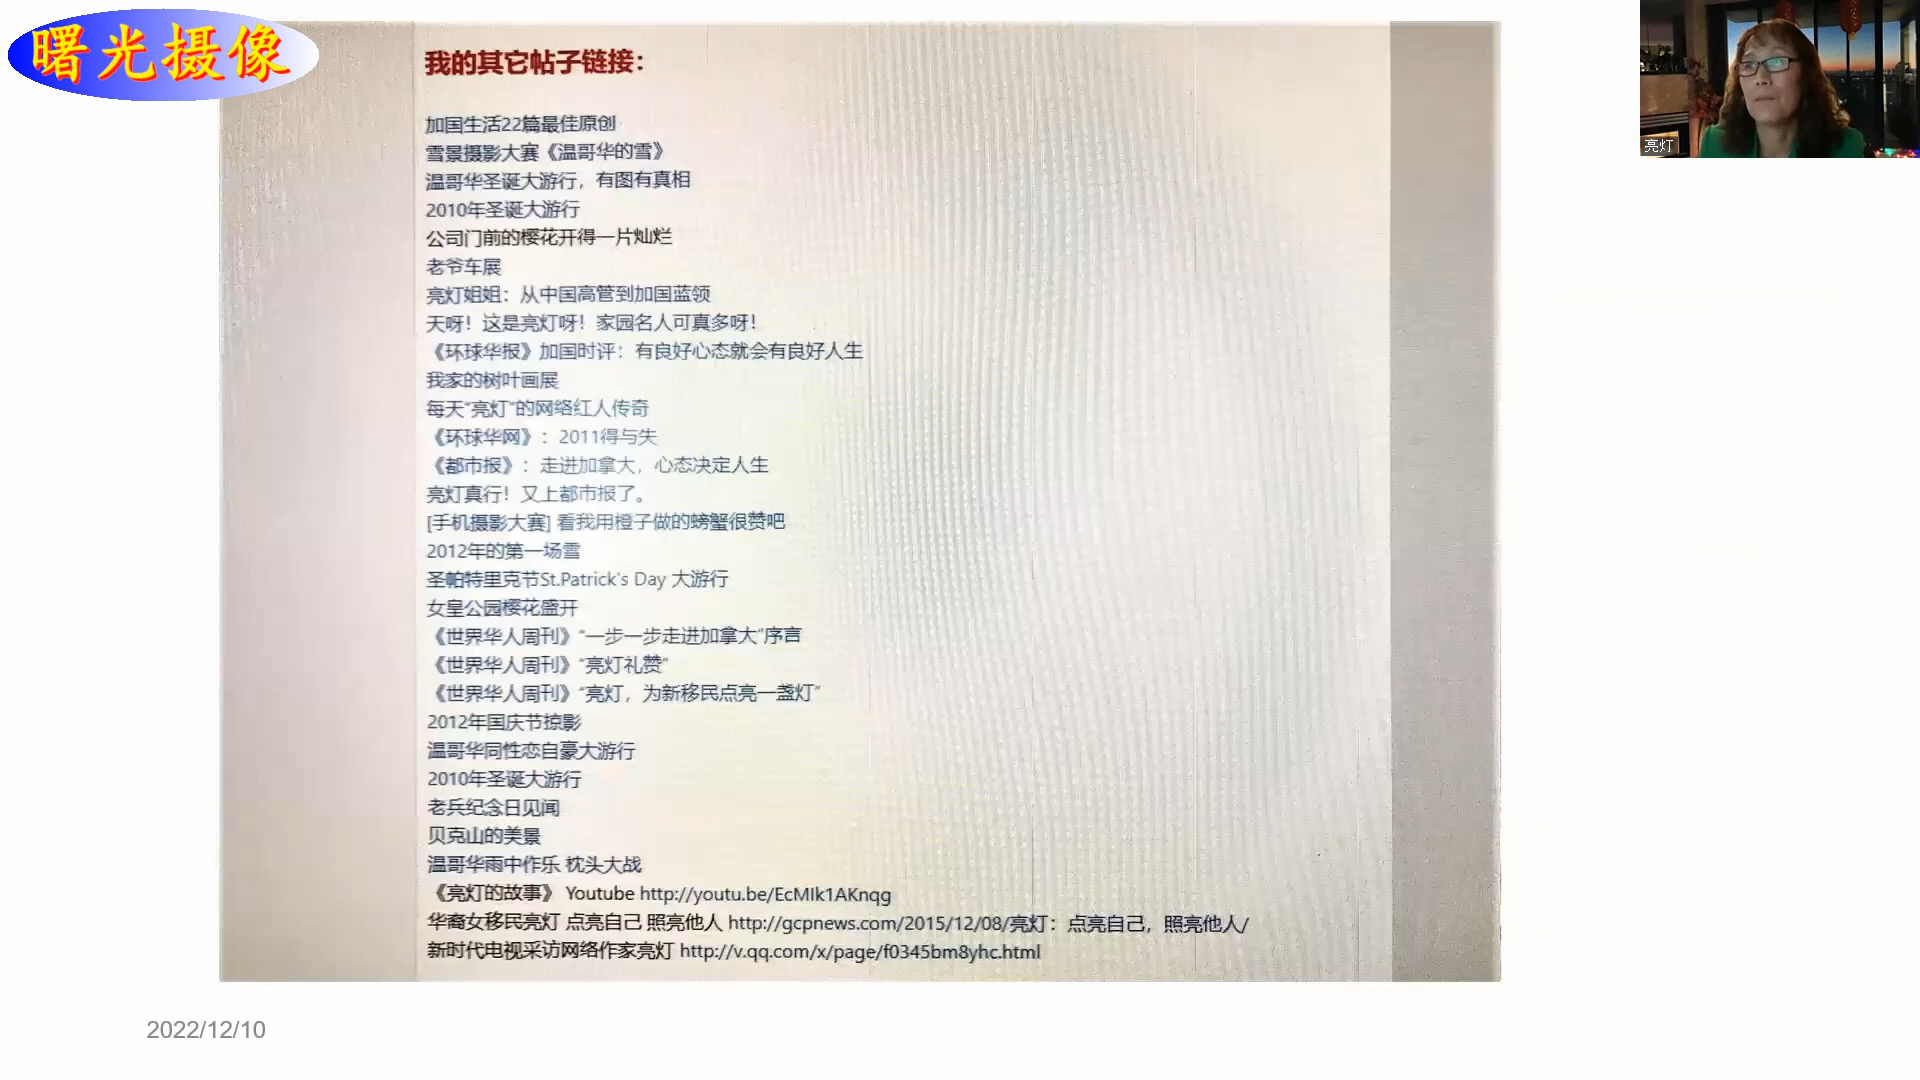 曙光摄像
亮灯
我的其它帖子链接：
加国生活22篇最佳原创
雪景摄影大赛《温哥华的雪》
温哥华圣诞大游行，有图有真相
2010年圣诞大游行
公司门前的樱花开得一片灿烂
老爷车展
亮灯姐姐：从中国高管到加国蓝领
天呀！这是亮灯呀！家园名人可真多呀！
《环球华报》加国时评：有良好心态就会有良好人生
我家的树叶画展
每天“亮灯”的网络红人传奇
《环球华网》：2011得与失
《都市报》：走进加拿大，心态决定人生
亮灯真行！又上都市报了。
[手机摄影大赛] 看我用橙子做的螃蟹很赞吧
2012年的第一场雪
圣帕特里克节St.Patrick's Day 大游行
女皇公园樱花盛开
《世界华人周刊》“一步一步走进加拿大”序言
《世界华人周刊》“亮灯礼赞”
《世界华人周刊》“亮灯，为新移民点亮一盏灯”
2012年国庆节掠影
温哥华同性恋自豪大游行
2010年圣诞大游行
老兵纪念日见闻
贝克山的美景
温哥华雨中作乐 枕头大战
《亮灯的故事》 Youtube http://youtu.be/EcMIk1AKnqg
华裔女移民亮灯 点亮自己 照亮他人 http://gcpnews.com/2015/12/08/亮灯：点亮自己，照亮他人/
新时代电视采访网络作家亮灯 http://v.qq.com/x/page/f0345bm8yhc.html
2022/12/10